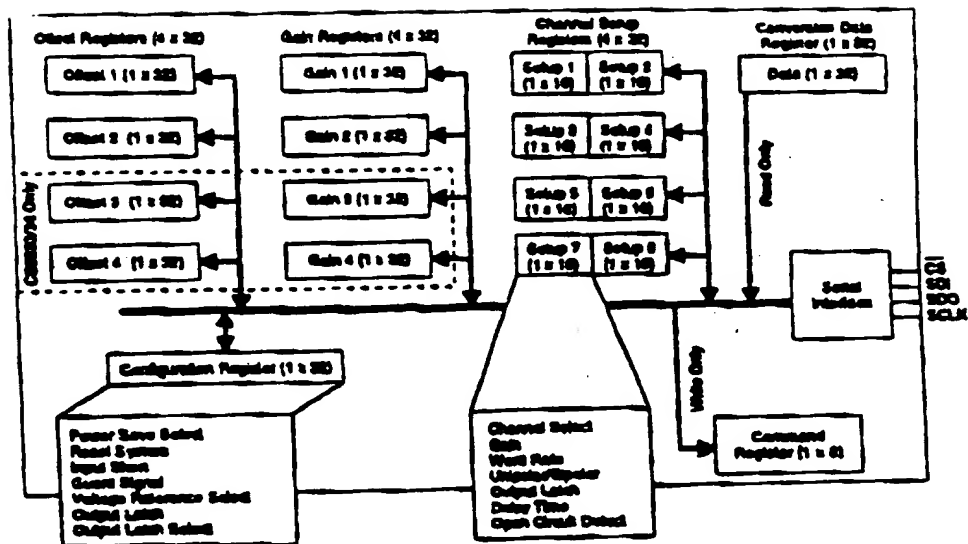 Offset Registers (4 x 32)
Gain Registers (4 x 32)
Channel Setup
Registers (4 x 32)
Conversion Data
Register (1 x 32)
Offset 1 (1 x 32)
Gain 1 (1 x 32)
Setup 1
(1 x 16)
Setup 2
(1 x 16)
Data (1 x 32)
Offset 2 (1 x 32)
Gain 2 (1 x 32)
Setup 3
(1 x 16)
Setup 4
(1 x 16)
Read Only
Only
Offset 3 (1 x 32)
Gain 3 (1 x 32)
Setup 5
(1 x 16)
Setup 6
(1 x 16)
Offset 4 (1 x 32)
Gain 4 (1 x 32)
Setup 7
(1 x 16)
Setup 8
(1 x 16)
Serial
Interface
CS
SDI
SDO
SCLK
Configuration Register (1 x 32)
Write Only
Power Save Select
Reset System
Input Short
Guard Signal
Voltage Reference Select
Output Latch
Output Latch Select
Channel Select
Gain
Word Rate
Unipolar/Bipolar
Output Latch
Delay Time
Open Circuit Detect
Command
Register (1 x 8)